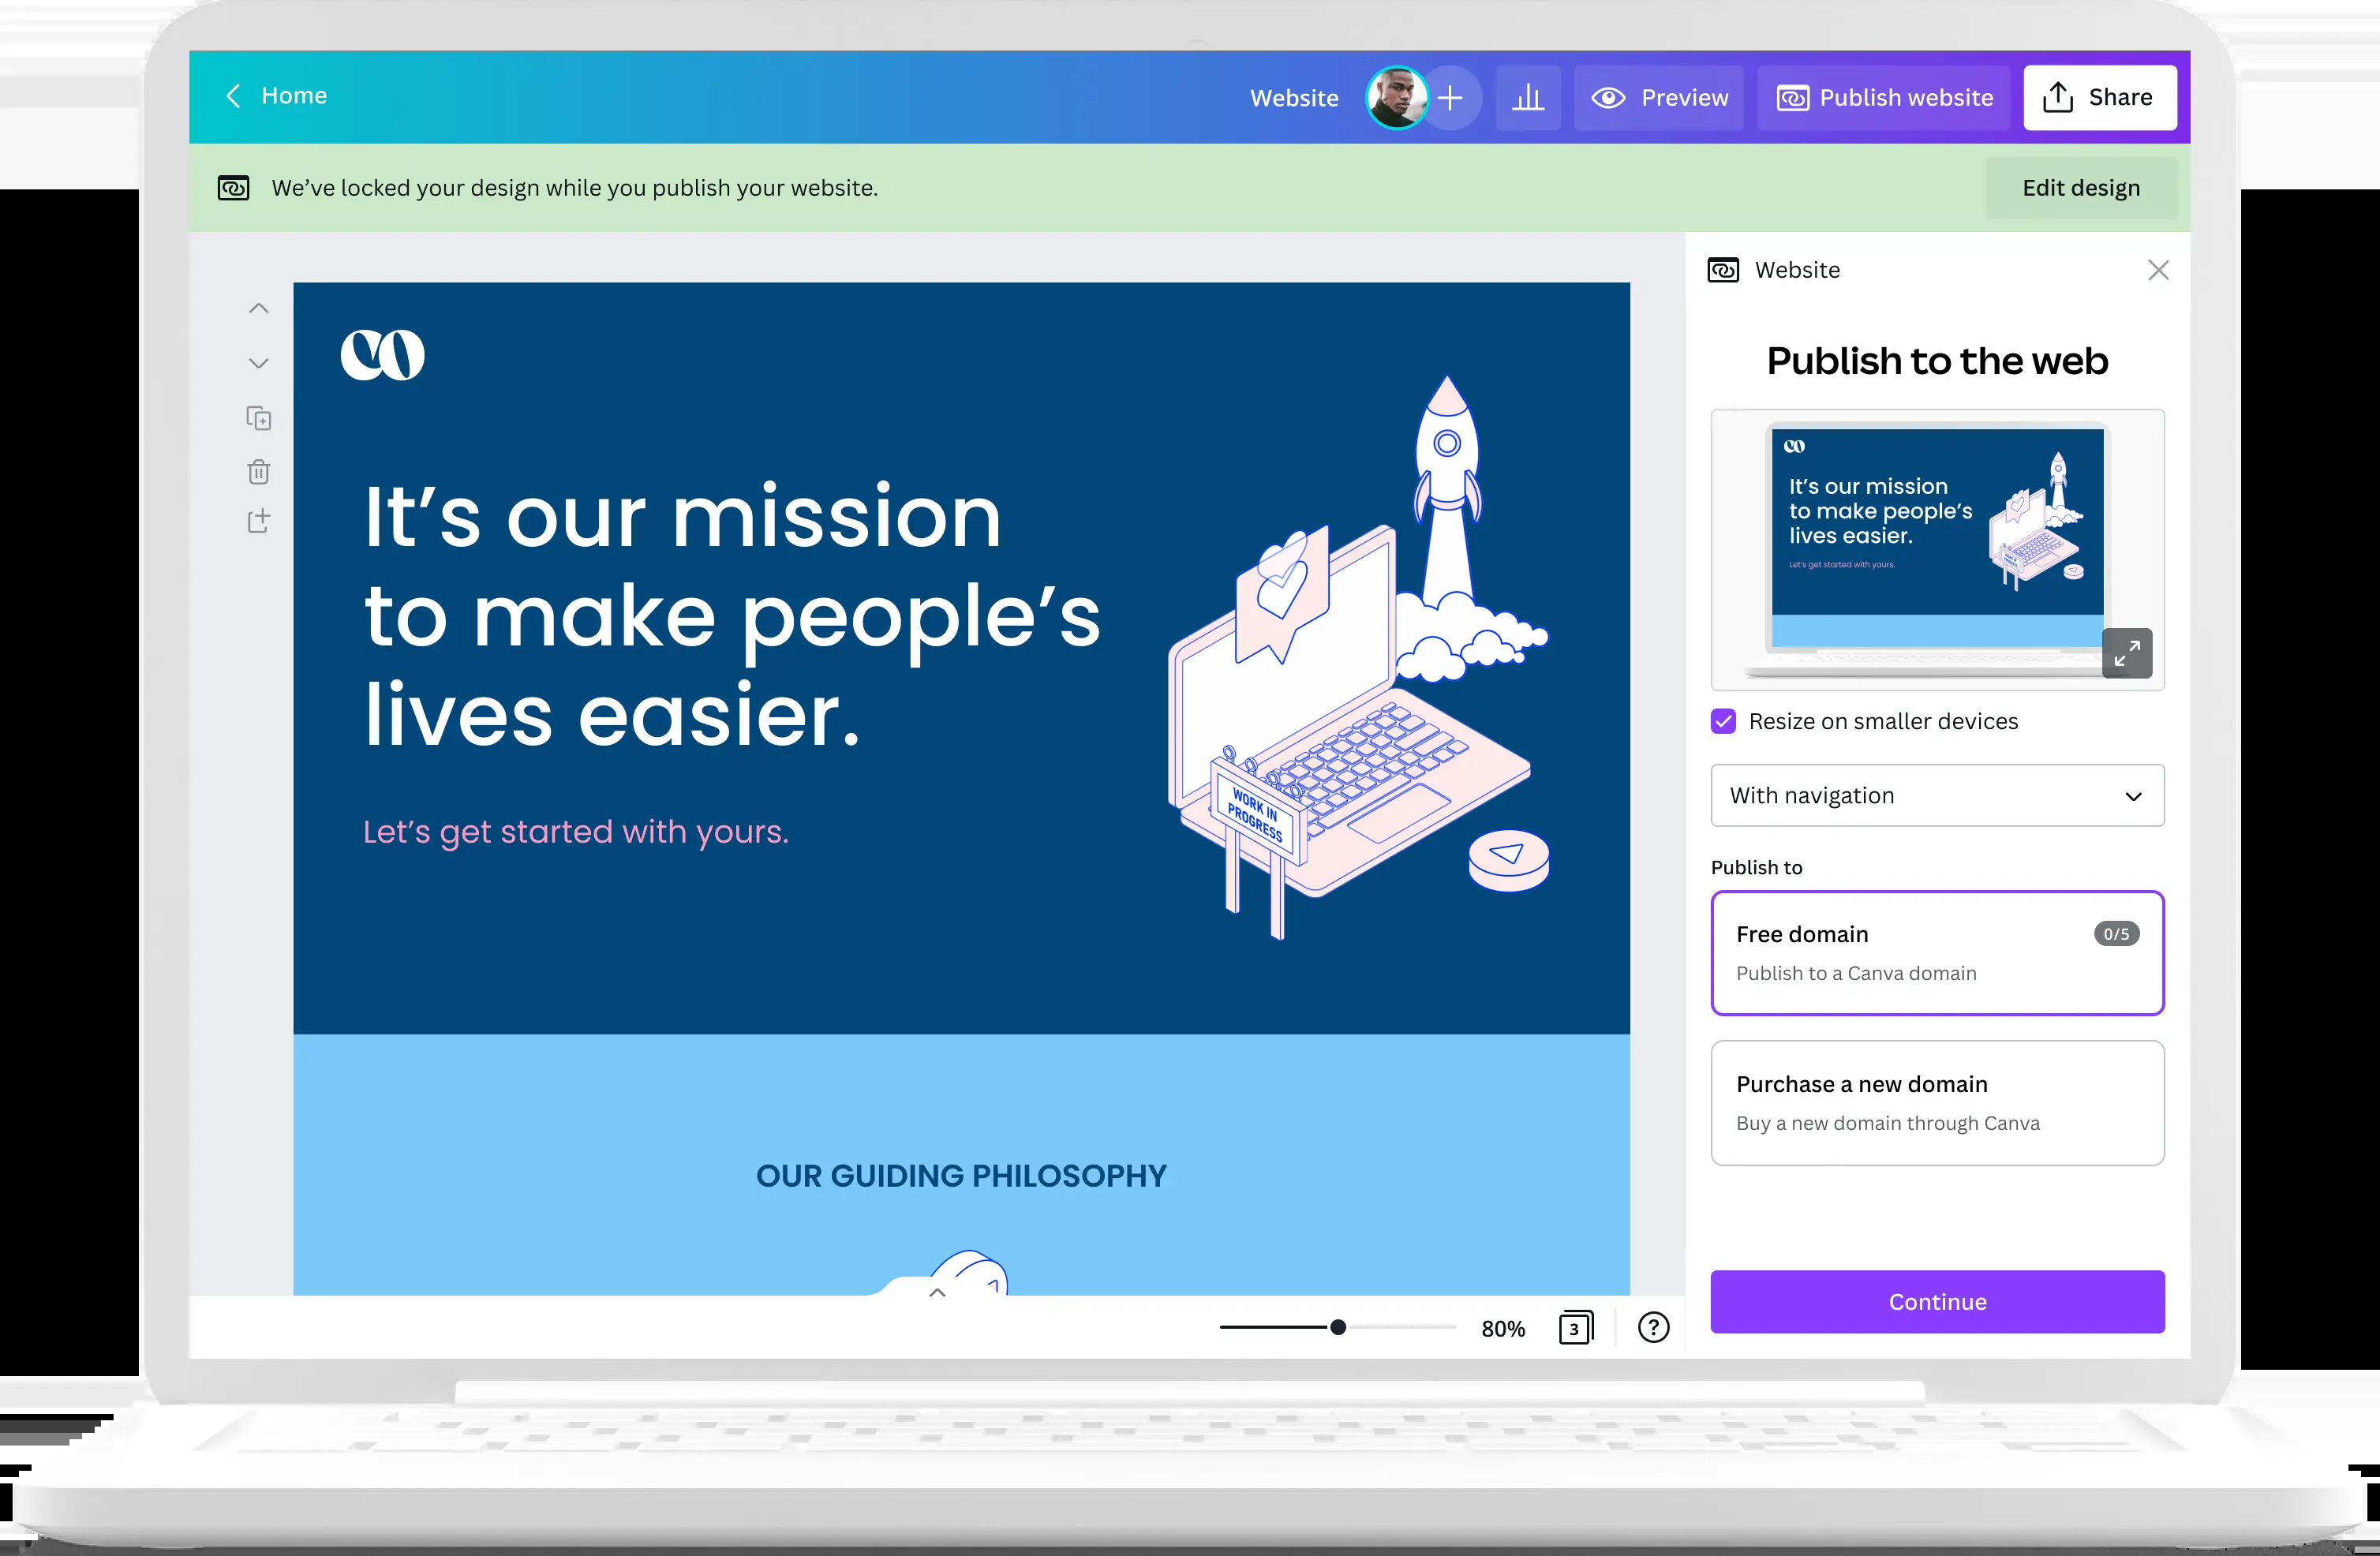 Home
Website
Preview
Publish website
Share
We’ve locked your design while you publish your website.
Edit design
It’s our mission
to make people’s
lives easier.
Let’s get started with yours.
WORK IN
PROGRESS
OUR GUIDING PHILOSOPHY
80%
3
?
Website
Publish to the web
It’s our mission
to make people’s
lives easier.
Let’s get started with yours.
Resize on smaller devices
With navigation
Publish to
Free domain
0/5
Publish to a Canva domain
Purchase a new domain
Buy a new domain through Canva
Continue